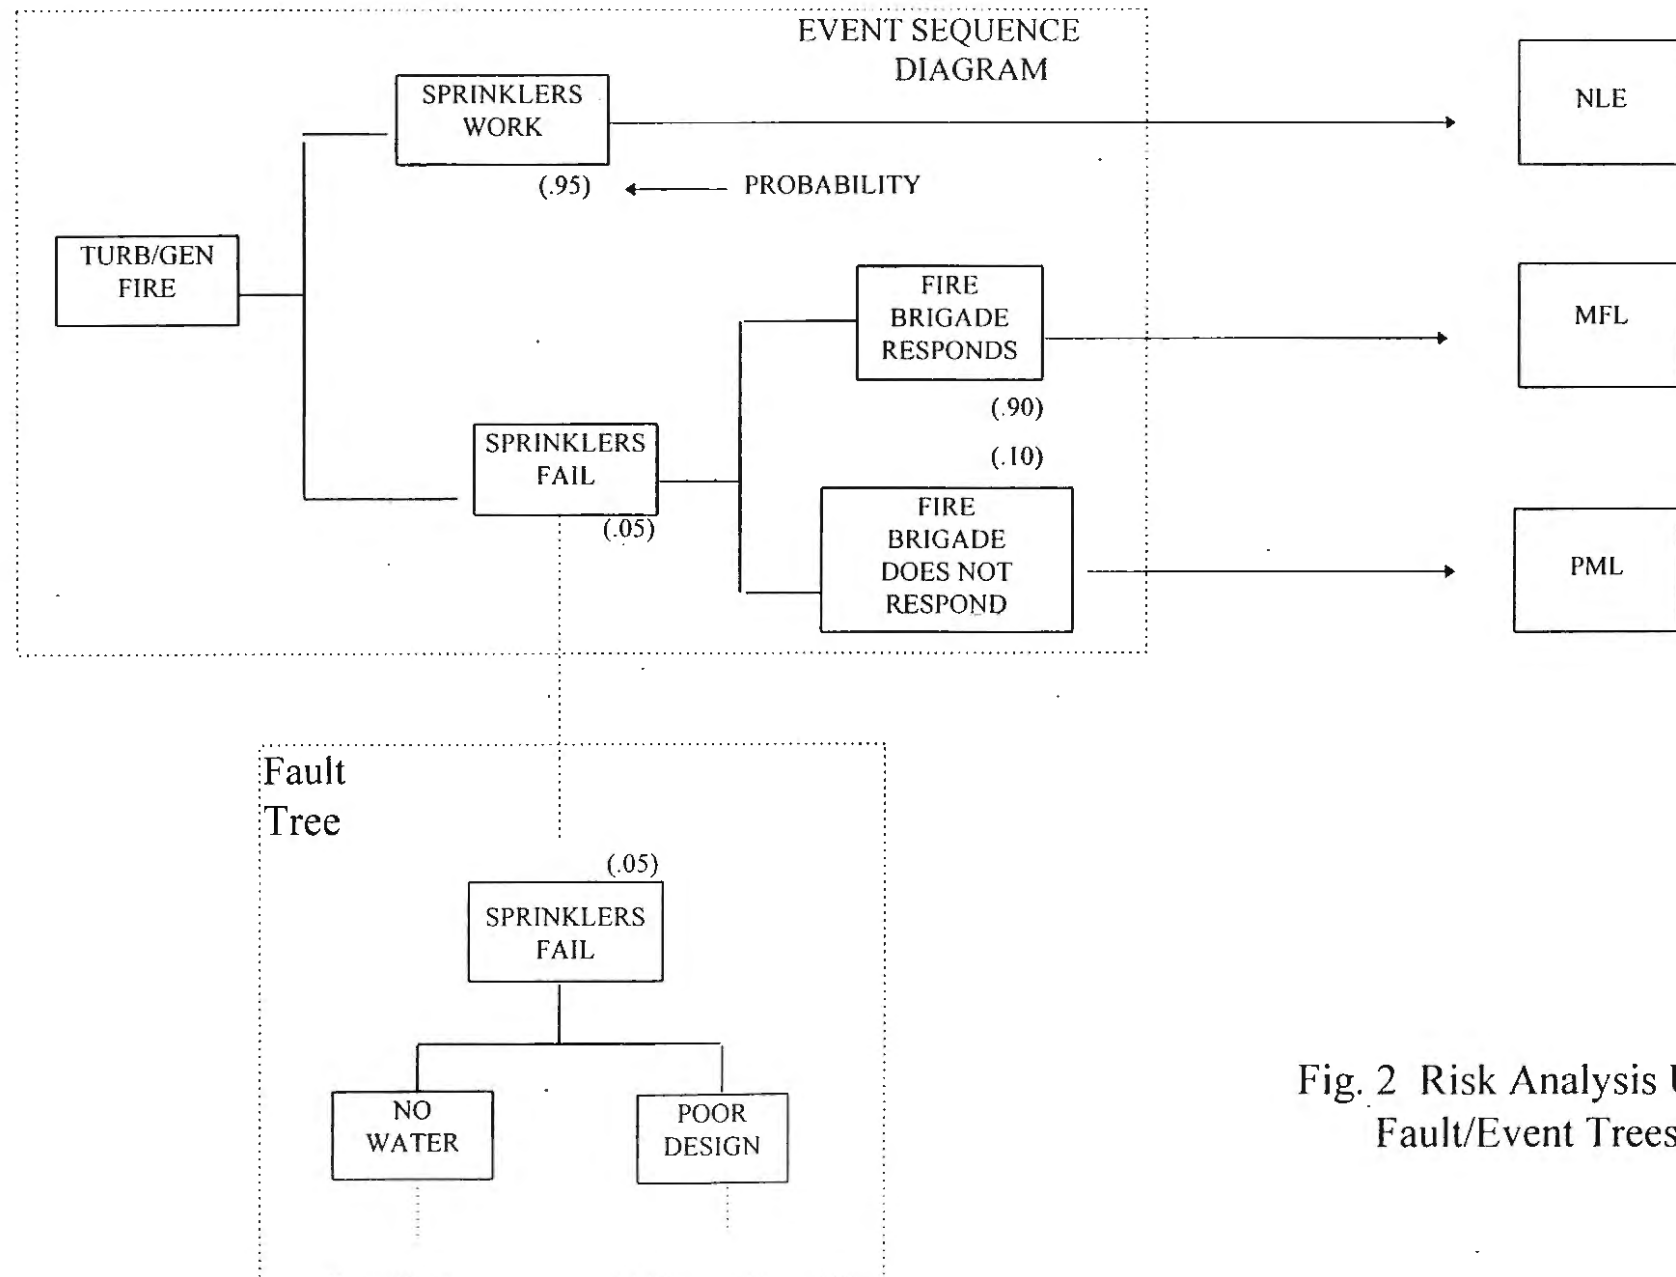 EVENT SEQUENCE
DIAGRAM
SPRINKLERS
WORK
(.95)
PROBABILITY
NLE
TURB/GEN
FIRE
FIRE
BRIGADE
RESPONDS
(.90)
MFL
SPRINKLERS
FAIL
(.05)
(.10)
FIRE
BRIGADE
DOES NOT
RESPOND
PML
Fault
Tree
(.05)
SPRINKLERS
FAIL
NO
WATER
POOR
DESIGN
Fig. 2 Risk Analysis
Fault/Event Trees